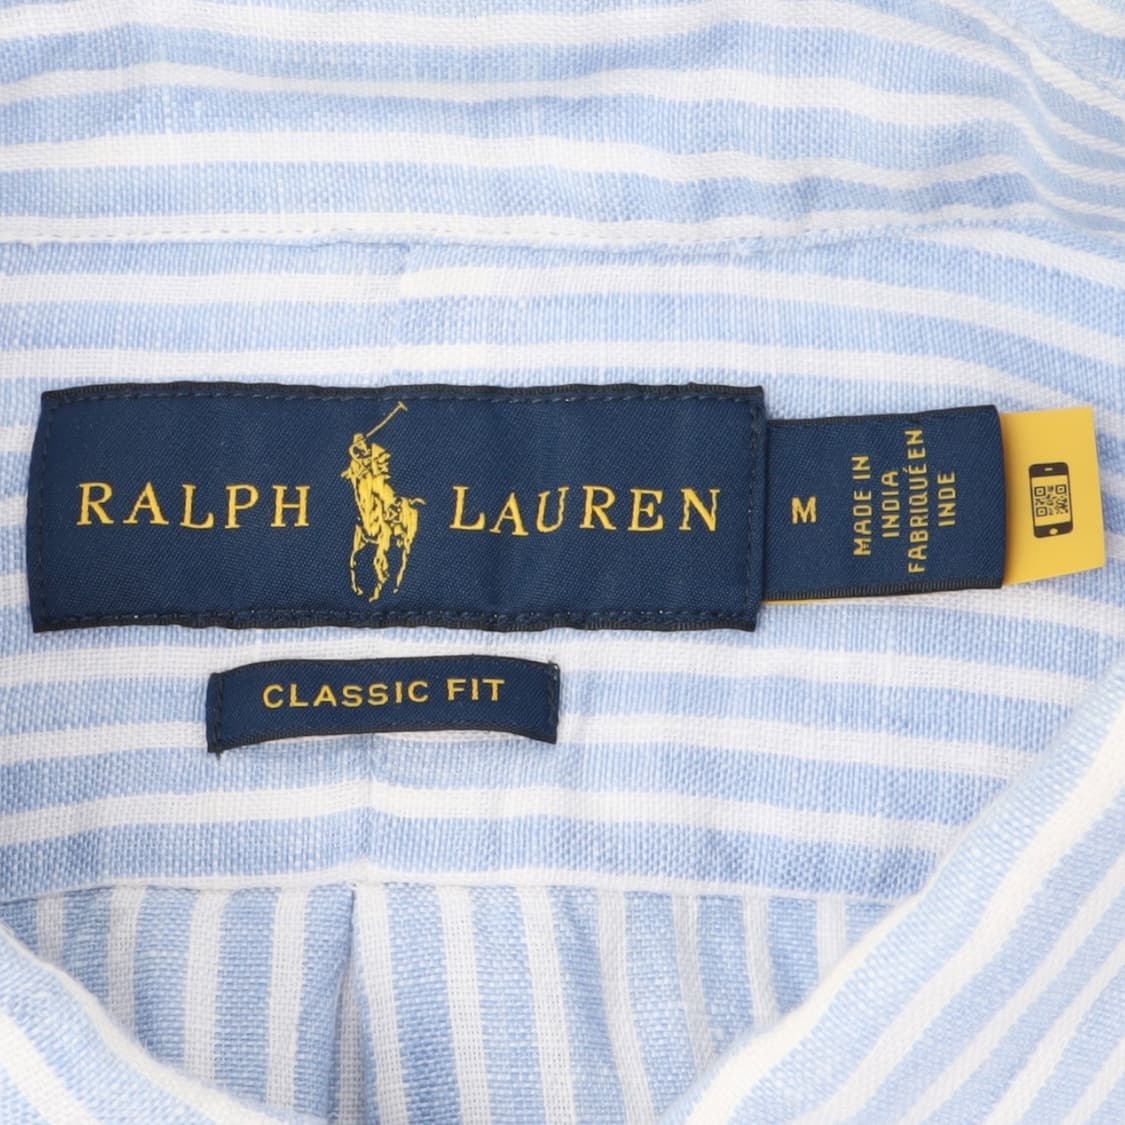 RALPH LAUREN
M
MADE IN
INDIA
FABRIQUÉ EN
INDE
CLASSIC FIT